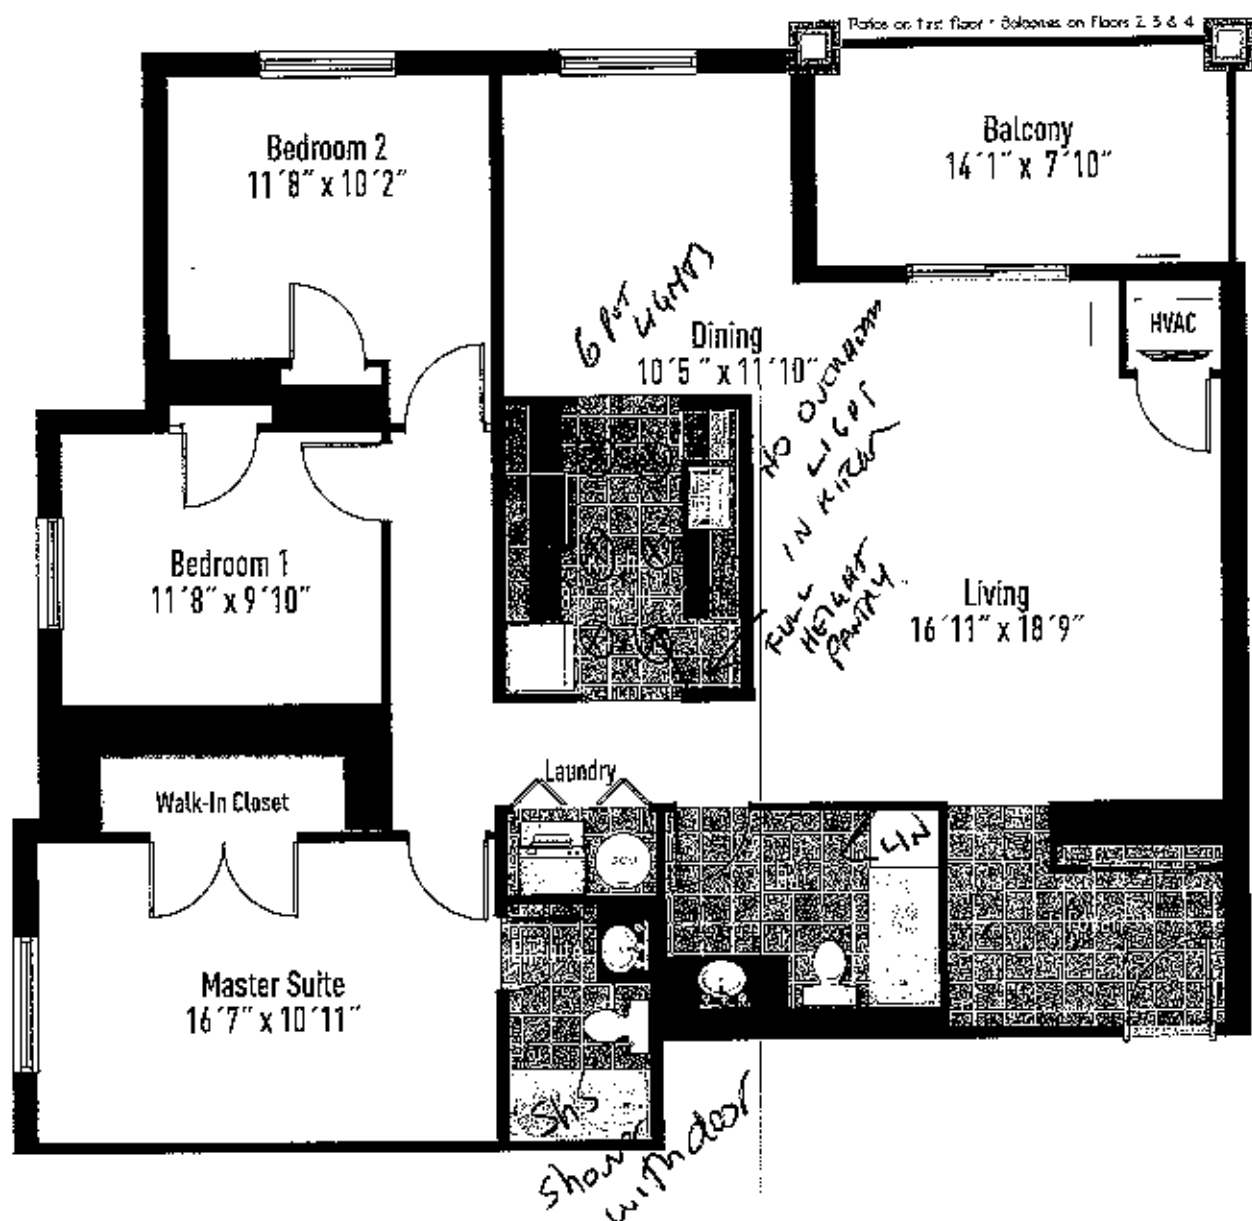 Patios on first floor * Balconies on Floors 2, 3 & 4
Bedroom 2
11'8" x 10'2"
Balcony
14'1" x 7'10"
HVAC
6 POT
LIGHTS
Dining
10'5" x 11'10"
NO OVERHEAD
LIGHT
IN KITCHEN
FULL
HEIGHT
PANTRY
Bedroom 1
11'8" x 9'10"
Living
16'11" x 18'9"
Laundry
Walk-In Closet
LIN
Master Suite
16'7" x 10'11"
Shower
with door